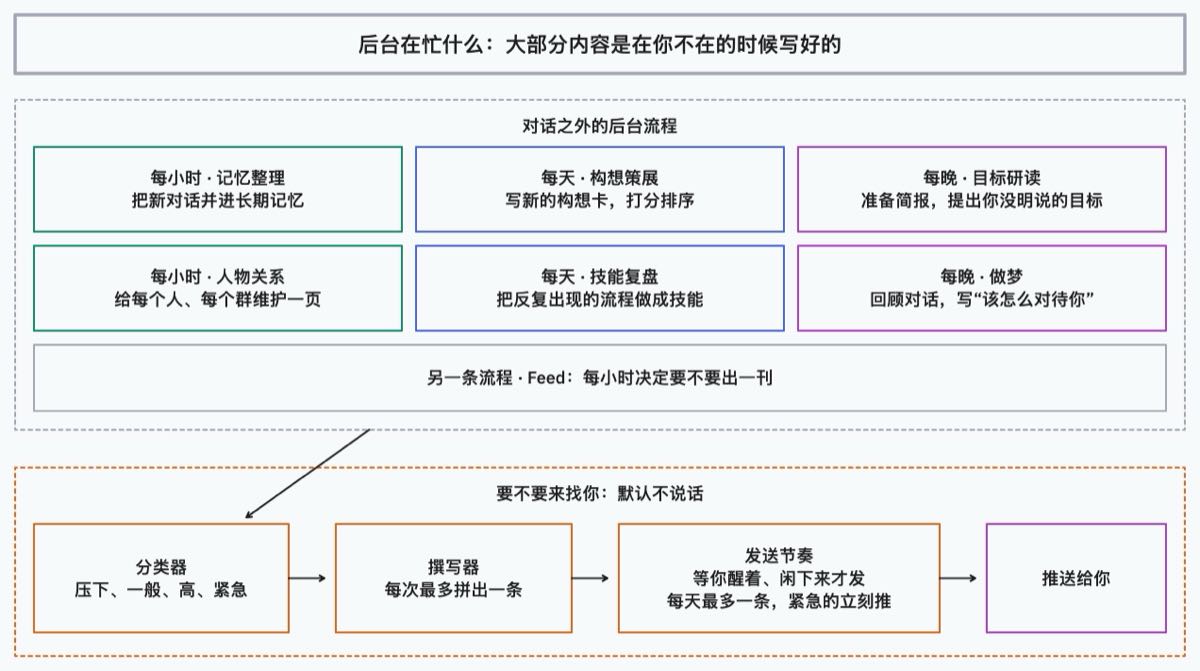 后台在忙什么：大部分内容是在你不在的时候写好的
对话之外的后台流程
每小时 · 记忆整理
把新对话并进长期记忆
每天 · 构想策展
写新的构想卡，打分排序
每晚 · 目标研读
准备简报，提出你没明说的目标
每小时 · 人物关系
给每个人、每个群维护一页
每天 · 技能复盘
把反复出现的流程做成技能
每晚 · 做梦
回顾对话，写“该怎么对待你”
另一条流程 · Feed：每小时决定要不要出一刊
要不要来找你：默认不说话
分类器
压下、一般、高、紧急
撰写器
每次最多拼出一条
发送节奏
等你醒着、闲下来才发
每天最多一条，紧急的立刻推
推送给你